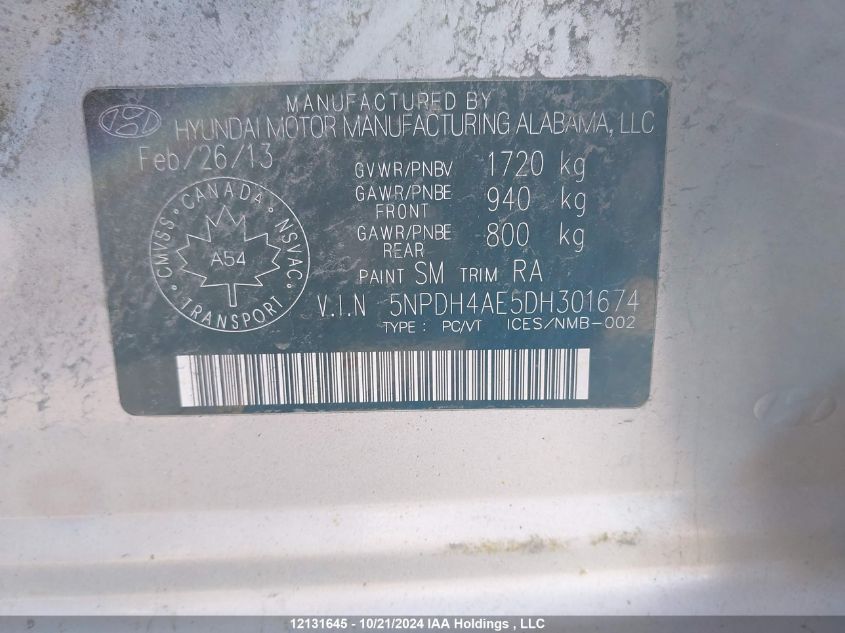 MANUFACTURED BY
HYUNDAI MOTOR MANUFACTURING ALABAMA, LLC
Feb/26/13
GVWR/PNBV 1720 kg
GAWR/PNBE FRONT 940 kg
GAWR/PNBE REAR 800 kg
PAINT SM TRIM RA
CANADA
CMVSS · NSVAC
A54
TRANSPORT
V.I.N 5NPDH4AE5DH301674
TYPE : PC/VT ICES/NMB-002
12131645 - 10/21/2024 IAA Holdings , LLC